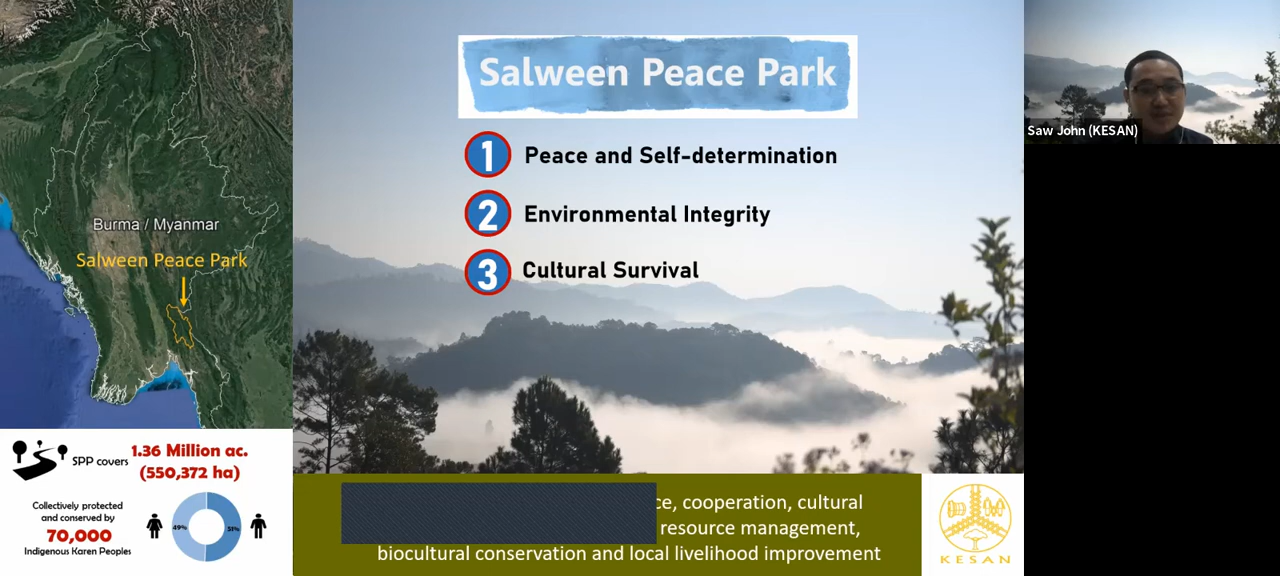 Burma / Myanmar
Salween Peace Park
SPP covers
1.36 Million ac.
(550,372 ha)
Collectively protected
and conserved by
70,000
Indigenous Karen Peoples
49%
51%
Salween Peace Park
1 Peace and Self-determination
2 Environmental Integrity
3 Cultural Survival
cooperation, cultural
resource management,
biocultural conservation and local livelihood improvement
KESAN
Saw John (KESAN)